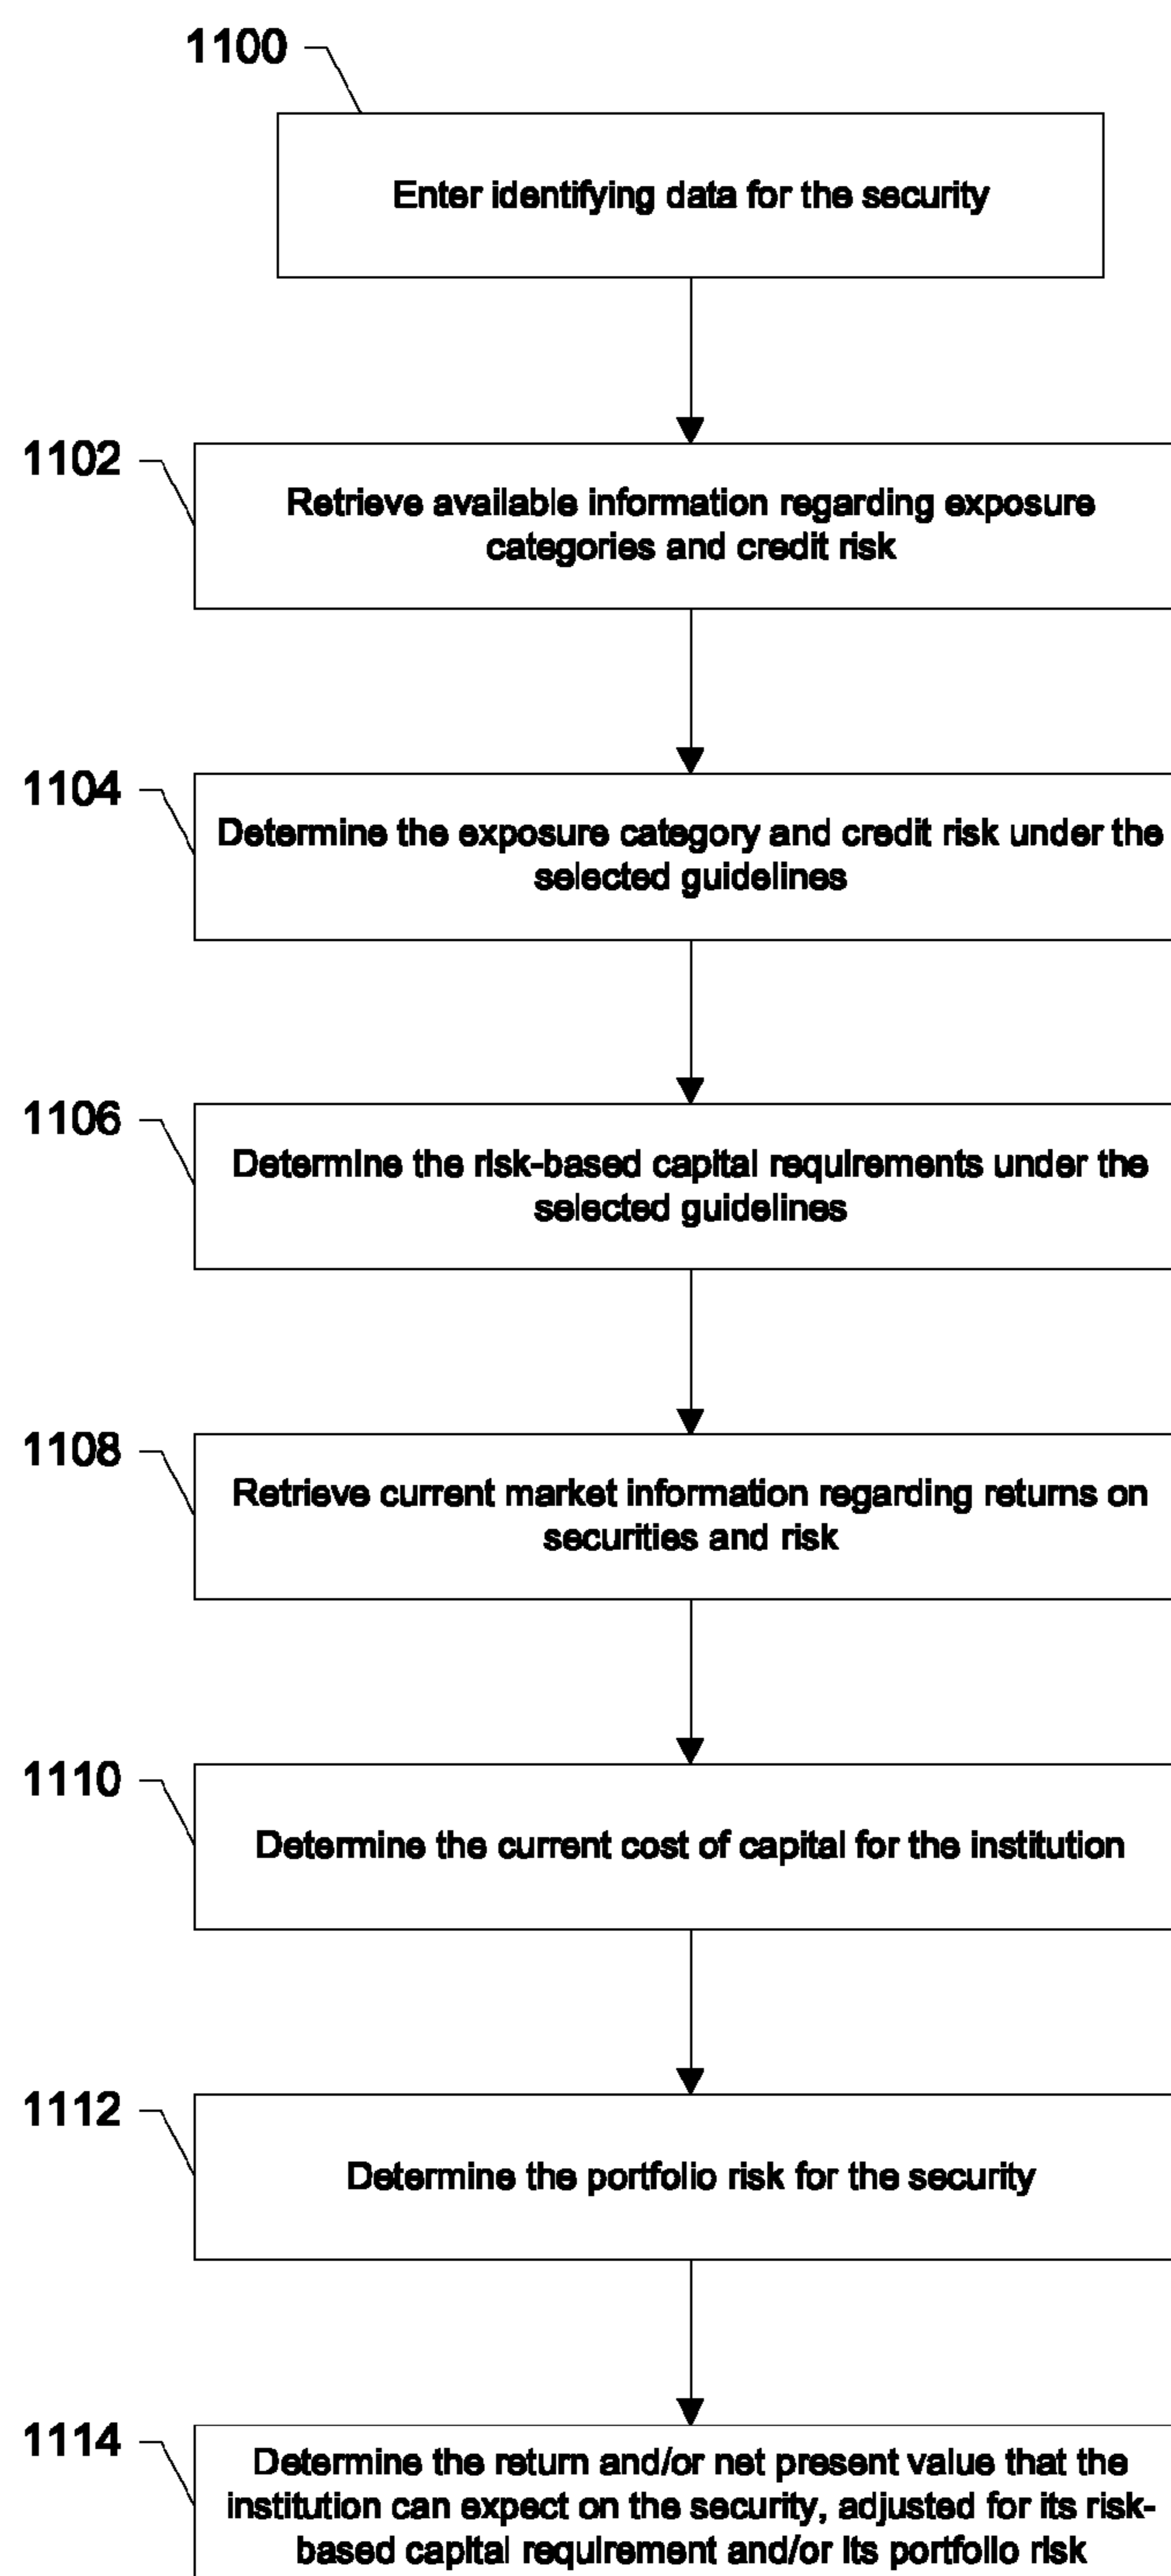 1100
Enter identifying data for the security
1102
Retrieve available information regarding exposure
categories and credit risk
1104
Determine the exposure category and credit risk under the
selected guidelines
1106
Determine the risk-based capital requirements under the
selected guidelines
1108
Retrieve current market information regarding returns on
securities and risk
1110
Determine the current cost of capital for the institution
1112
Determine the portfolio risk for the security
1114
Determine the return and/or net present value that the
institution can expect on the security, adjusted for its risk-
based capital requirement and/or its portfolio risk